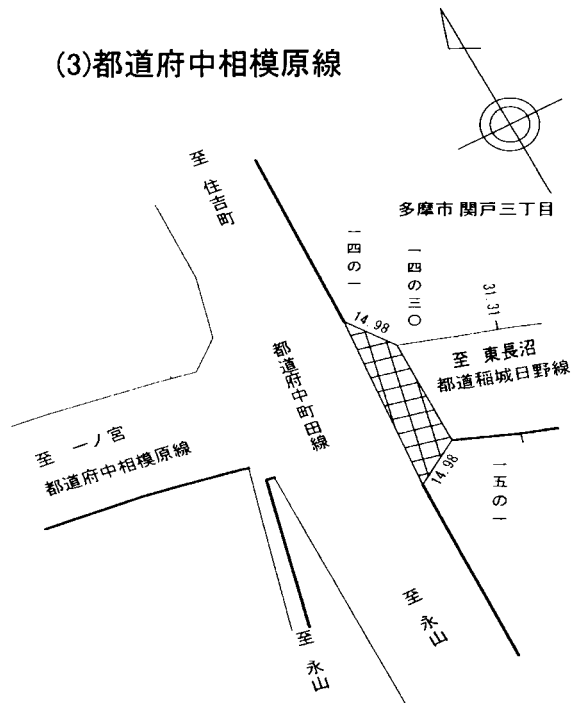 (3)都道府中相模原線
至 住吉町
多摩市 関戸三丁目
一四の一
一四の三〇
31.31
14.98
至 東長沼
都道稲城日野線
都道府中町田線
至 一ノ宮
都道府中相模原線
14.98
一五の一
至 永山
至 永山